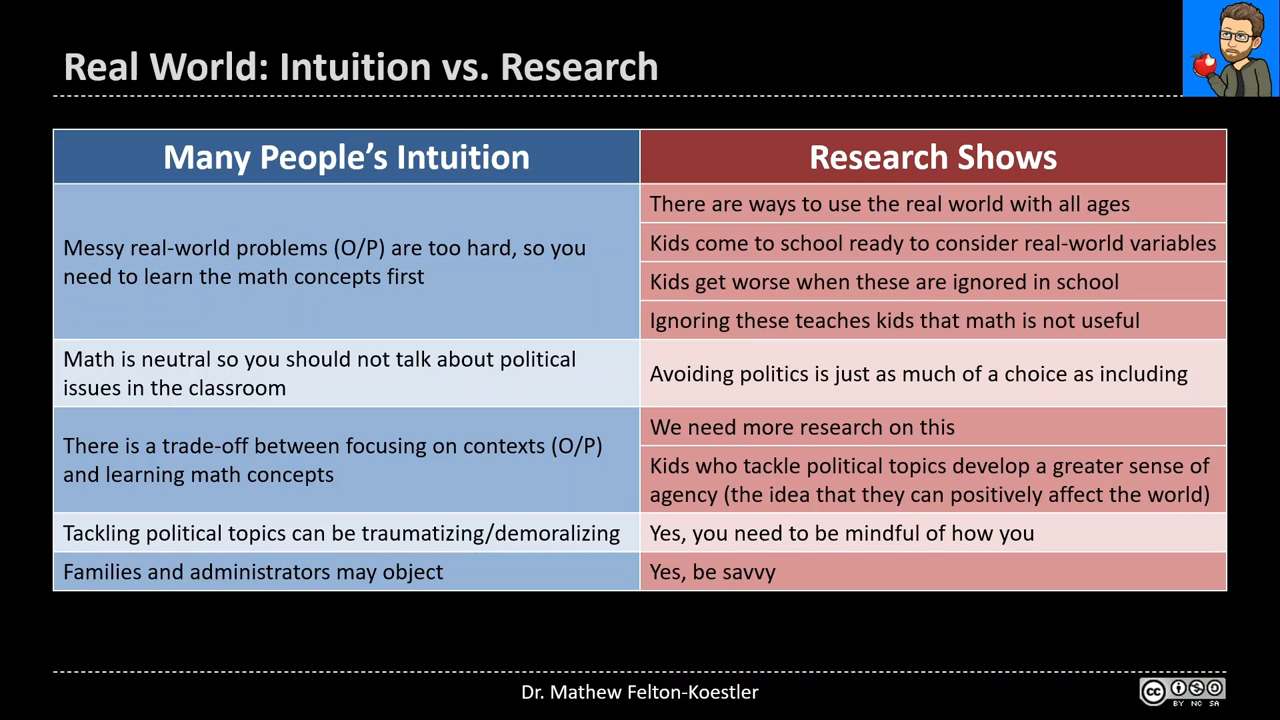 Real World: Intuition vs. Research
Many People’s Intuition
Research Shows
Messy real-world problems (O/P) are too hard, so you
need to learn the math concepts first
There are ways to use the real world with all ages
Kids come to school ready to consider real-world variables
Kids get worse when these are ignored in school
Ignoring these teaches kids that math is not useful
Math is neutral so you should not talk about political
issues in the classroom
Avoiding politics is just as much of a choice as including
There is a trade-off between focusing on contexts (O/P)
and learning math concepts
We need more research on this
Kids who tackle political topics develop a greater sense of
agency (the idea that they can positively affect the world)
Tackling political topics can be traumatizing/demoralizing
Yes, you need to be mindful of how you
Families and administrators may object
Yes, be savvy
Dr. Mathew Felton-Koestler
cc
BY NC SA